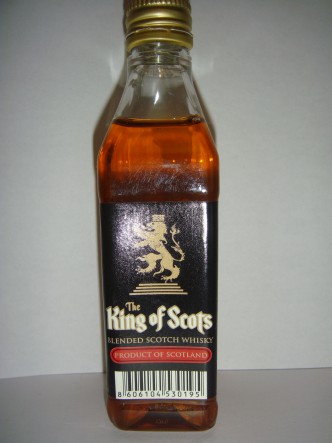 The
King of Scots
BLENDED SCOTCH WHISKY
PRODUCT OF SCOTLAND
8 606104 530195